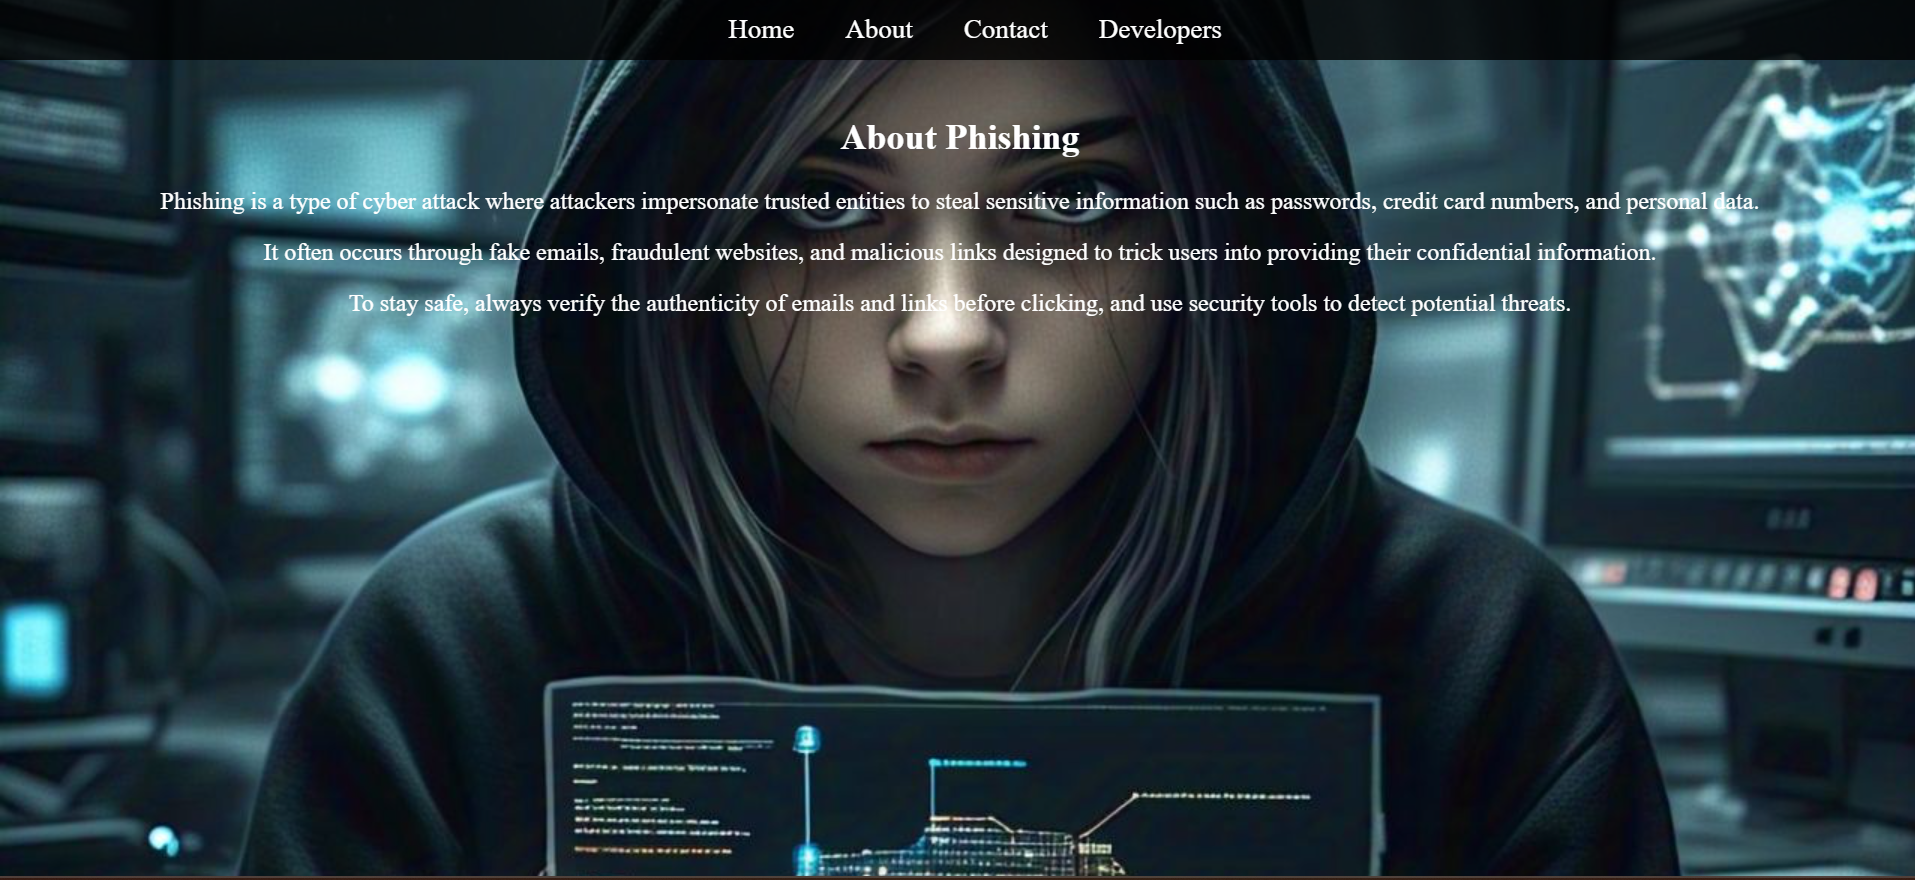 Home About Contact Developers
About Phishing
Phishing is a type of cyber attack where attackers impersonate trusted entities to steal sensitive information such as passwords, credit card numbers, and personal data.
It often occurs through fake emails, fraudulent websites, and malicious links designed to trick users into providing their confidential information.
To stay safe, always verify the authenticity of emails and links before clicking, and use security tools to detect potential threats.